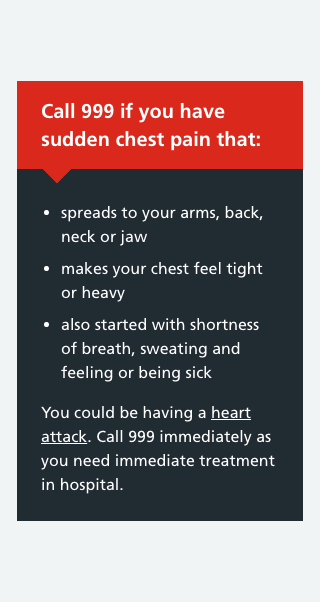 Call 999 if you have
sudden chest pain that:
• spreads to your arms, back,
neck or jaw
• makes your chest feel tight
or heavy
• also started with shortness
of breath, sweating and
feeling or being sick
You could be having a heart
attack. Call 999 immediately as
you need immediate treatment
in hospital.